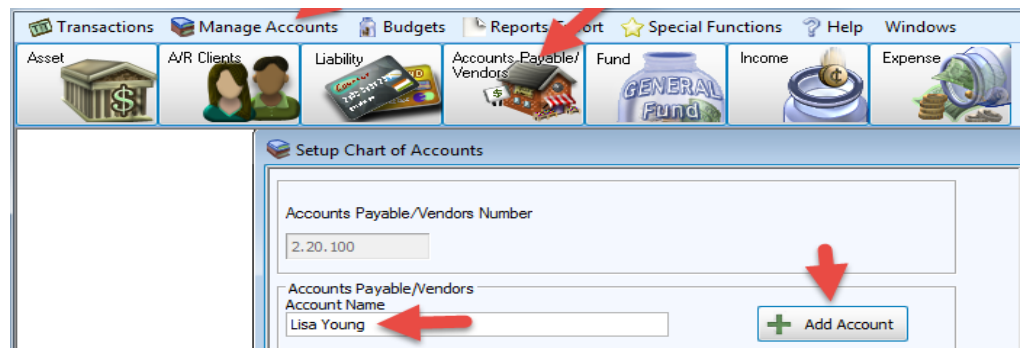 Transactions Manage Accounts Budgets Reports ort Special Functions Help Windows
Asset A/R Clients Liability Accounts Payable/ Fund Income Expense
Vendors
GENERAL
Fund
Setup Chart of Accounts
Accounts Payable/Vendors Number
2.20.100
Accounts Payable/Vendors
Account Name
Lisa Young
Add Account